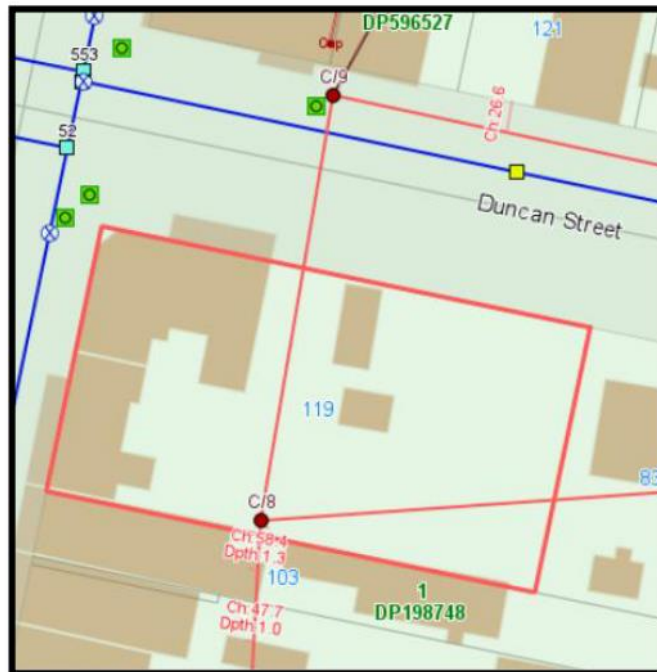 DP596527
121
Cap
553
C/9
Ch:26.6
52
Duncan Street
119
C/8
Ch:58.4
Dpth:1.3
103
1
DP198748
Ch:47.7
Dpth:1.0